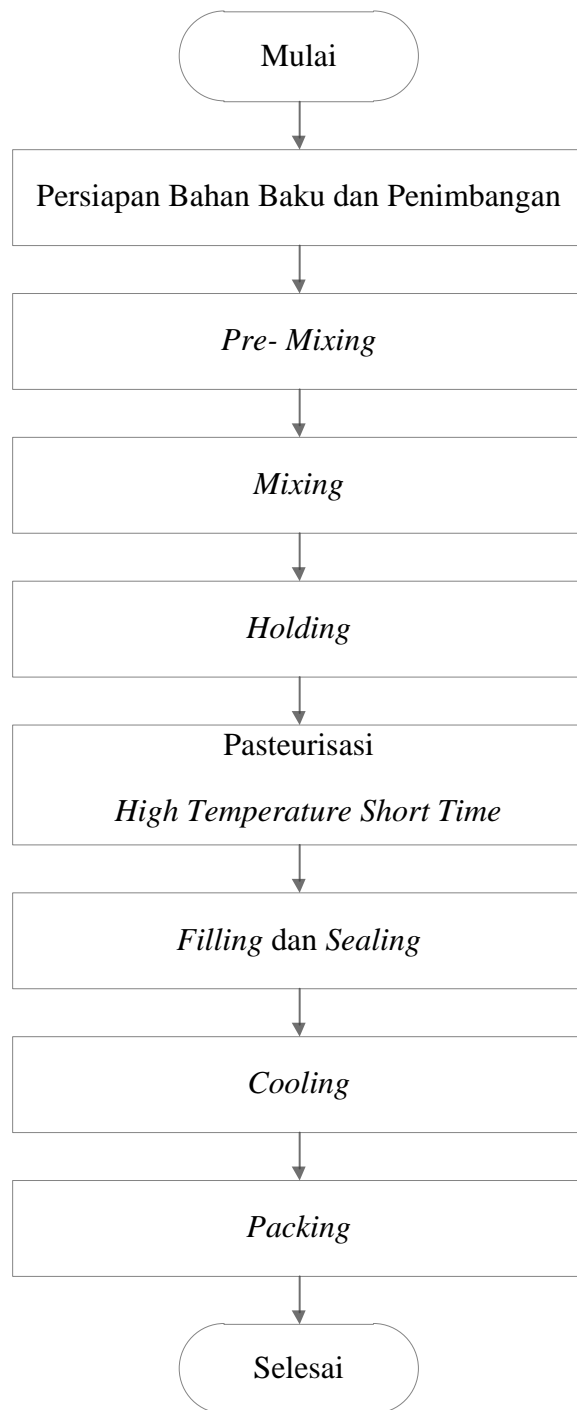 Mulai
Persiapan Bahan Baku dan Penimbangan
Pre- Mixing
Mixing
Holding
Pasteurisasi
High Temperature Short Time
Filling dan Sealing
Cooling
Packing
Selesai